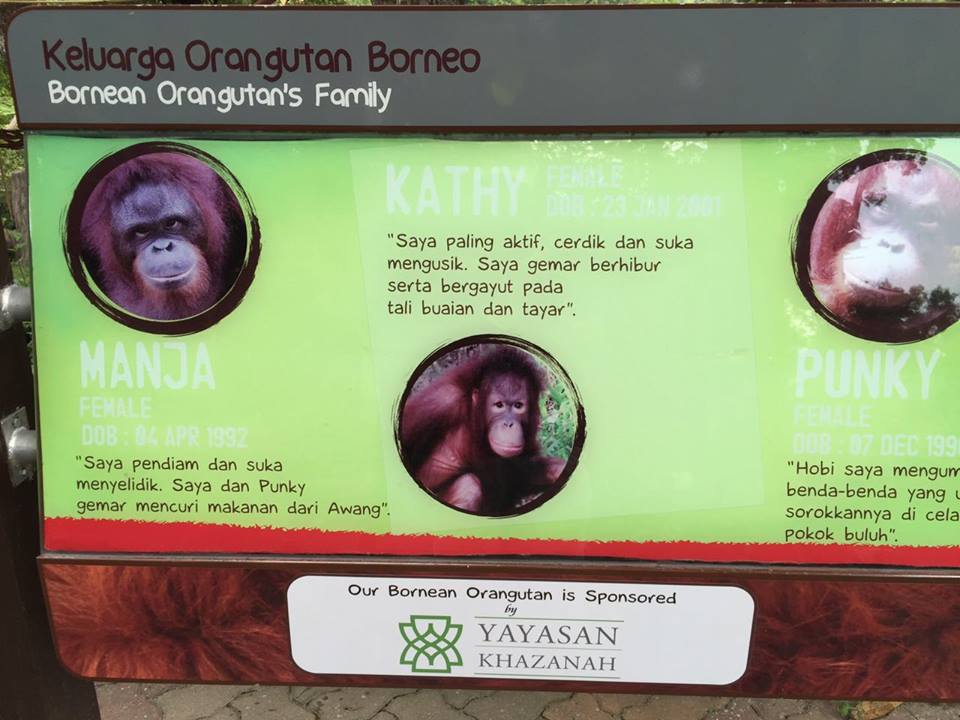 Keluarga Orangutan Borneo
Bornean Orangutan's Family
MANJA
FEMALE
DOB : 04 APR 1992
"Saya pendiam dan suka
menyelidik. Saya dan Punky
gemar mencuri makanan dari Awang".
KATHY
FEMALE
DOB : 23 JAN 2001
"Saya paling aktif, cerdik dan suka
mengusik. Saya gemar berhibur
serta bergayut pada
tali buaian dan tayar".
PUNKY
FEMALE
DOB : 07 DEC
"Hobi saya
benda-benda yang
sorokkannya di
pokok buluh".
Our Bornean Orangutan is Sponsored
by
YAYASAN
KHAZANAH